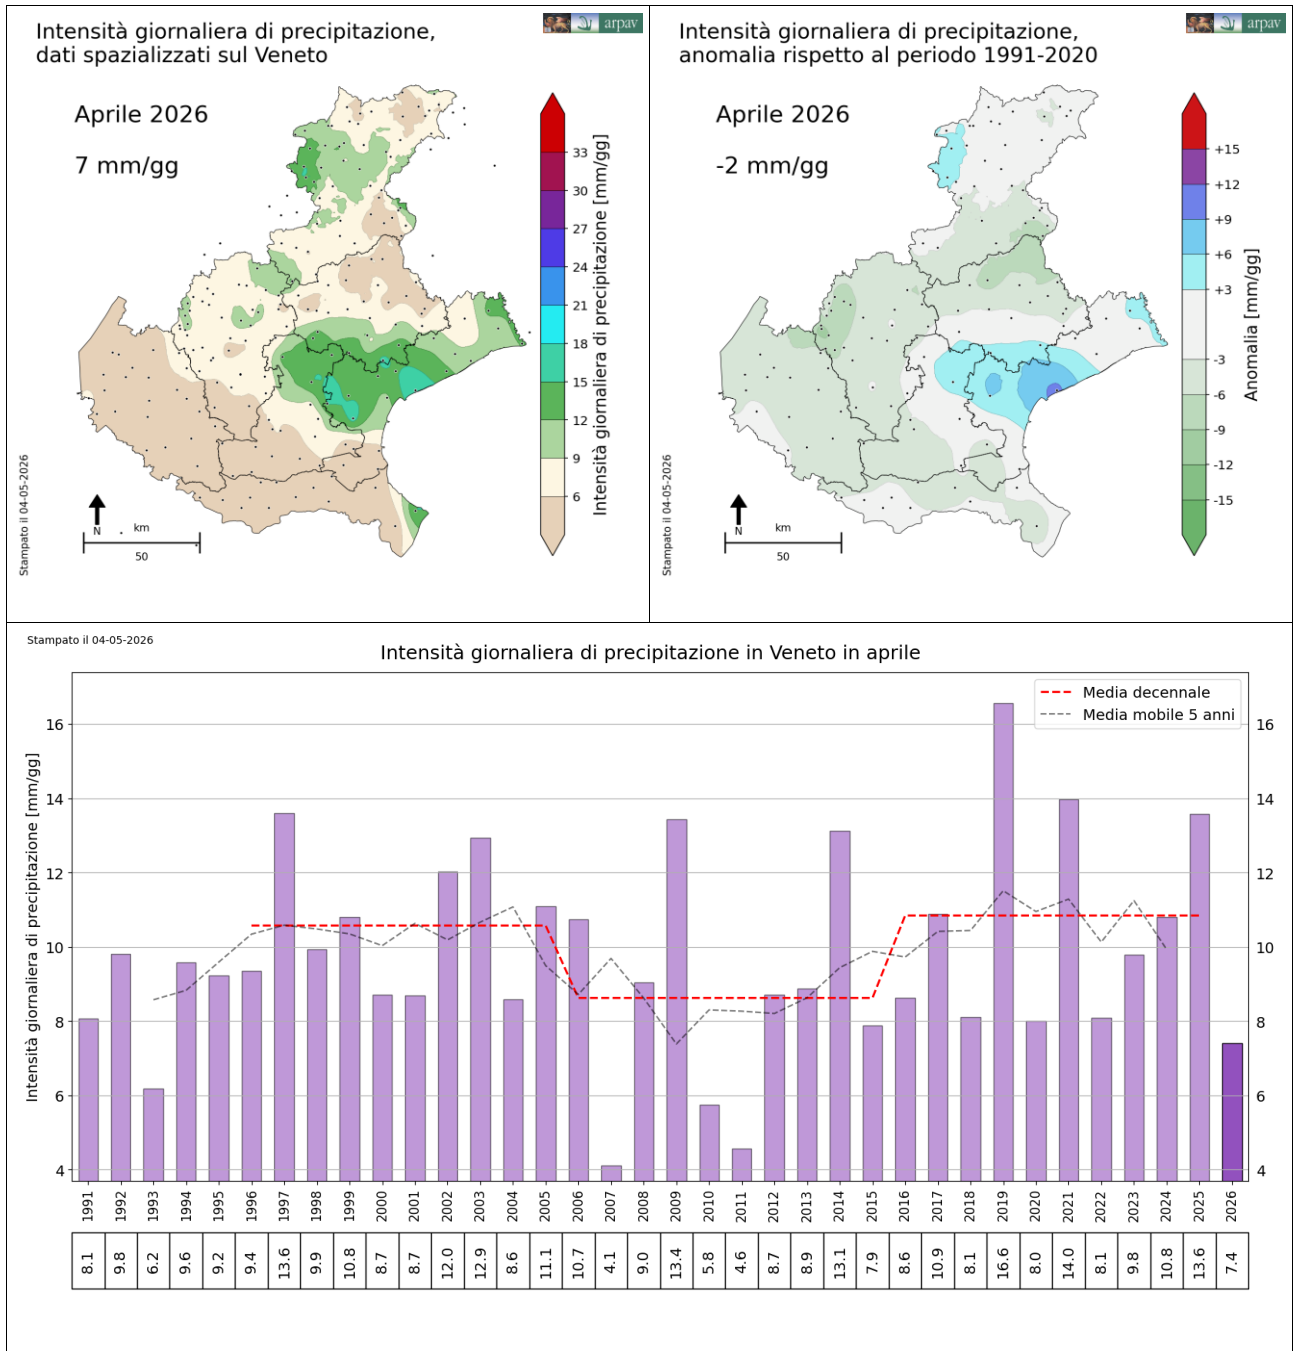 Intensità giornaliera di precipitazione,
dati spazializzati sul Veneto
arpav
Aprile 2026
7 mm/gg
33
30
27
24
21
18
15
12
9
6
Intensità giornaliera di precipitazione [mm/gg]
N
km
50
Stampato il 04-05-2026
Intensità giornaliera di precipitazione,
anomalia rispetto al periodo 1991-2020
arpav
Aprile 2026
-2 mm/gg
+15
+12
+9
+6
+3
-3
-6
-9
-12
-15
Anomalia [mm/gg]
N
km
50
Stampato il 04-05-2026
Stampato il 04-05-2026
Intensità giornaliera di precipitazione in Veneto in aprile
Media decennale
Media mobile 5 anni
Intensità giornaliera di precipitazione [mm/gg]
16 16
14 14
12 12
10 10
8 8
6 6
4 4
1991 1992 1993 1994 1995 1996 1997 1998 1999 2000 2001 2002 2003 2004 2005 2006 2007 2008 2009 2010 2011 2012 2013 2014 2015 2016 2017 2018 2019 2020 2021 2022 2023 2024 2025 2026
8.1 9.8 6.2 9.6 9.2 9.4 13.6 9.9 10.8 8.7 8.7 12.0 12.9 8.6 11.1 10.7 4.1 9.0 13.4 5.8 4.6 8.7 8.9 13.1 7.9 8.6 10.9 8.1 16.6 8.0 14.0 8.1 9.8 10.8 13.6 7.4